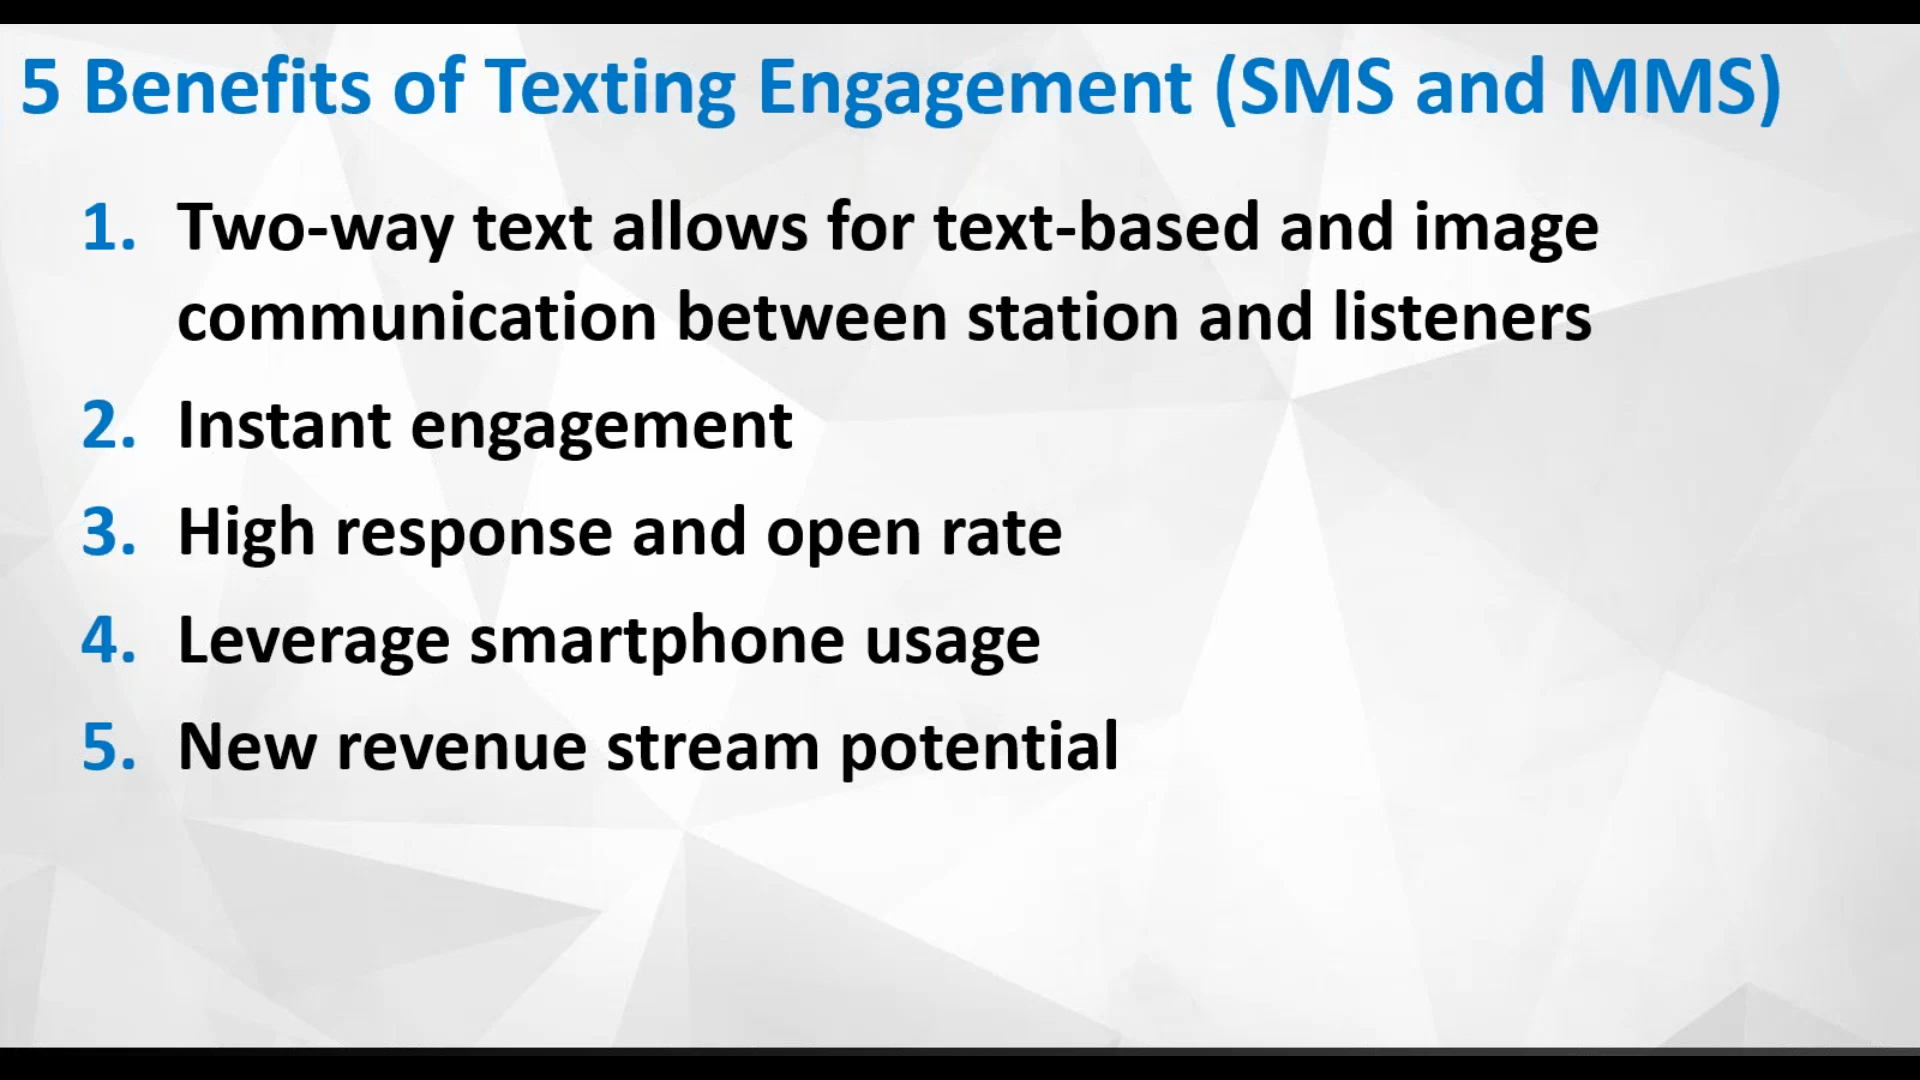 5 Benefits of Texting Engagement (SMS and MMS)
1. Two-way text allows for text-based and image
communication between station and listeners
2. Instant engagement
3. High response and open rate
4. Leverage smartphone usage
5. New revenue stream potential